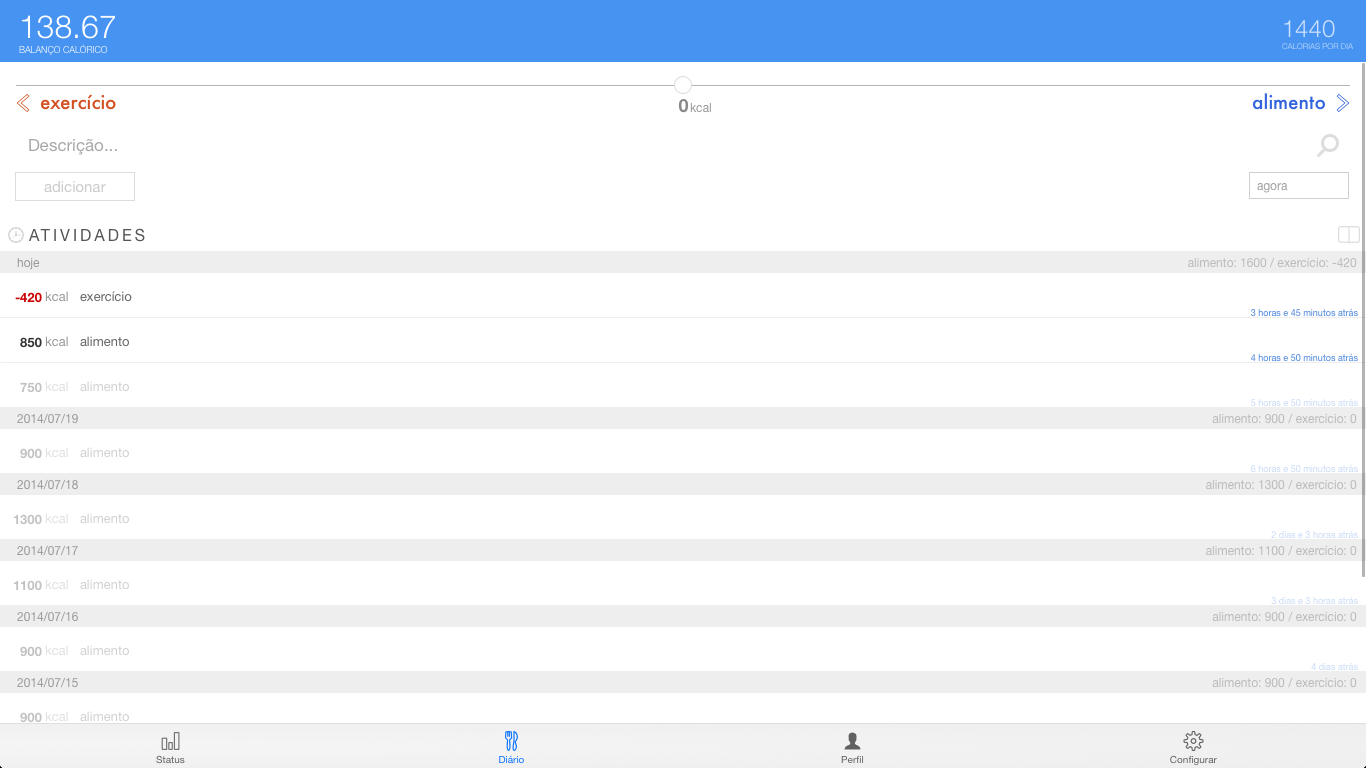 138.67
BALANÇO CALÓRICO
1440
CALORIAS POR DIA
exercício
0 kcal
alimento
Descrição...
adicionar
agora
ATIVIDADES
hoje alimento: 1600 / exercício: -420
-420 kcal exercício
3 horas e 45 minutos atrás
850 kcal alimento
4 horas e 50 minutos atrás
750 kcal alimento
5 horas e 50 minutos atrás
2014/07/19 alimento: 900 / exercício: 0
900 kcal alimento
6 horas e 50 minutos atrás
2014/07/18 alimento: 1300 / exercício: 0
1300 kcal alimento
2 dias e 3 horas atrás
2014/07/17 alimento: 1100 / exercício: 0
1100 kcal alimento
3 dias e 3 horas atrás
2014/07/16 alimento: 900 / exercício: 0
900 kcal alimento
4 dias atrás
2014/07/15 alimento: 900 / exercício: 0
900 kcal alimento
Status Diário Perfil Configurar